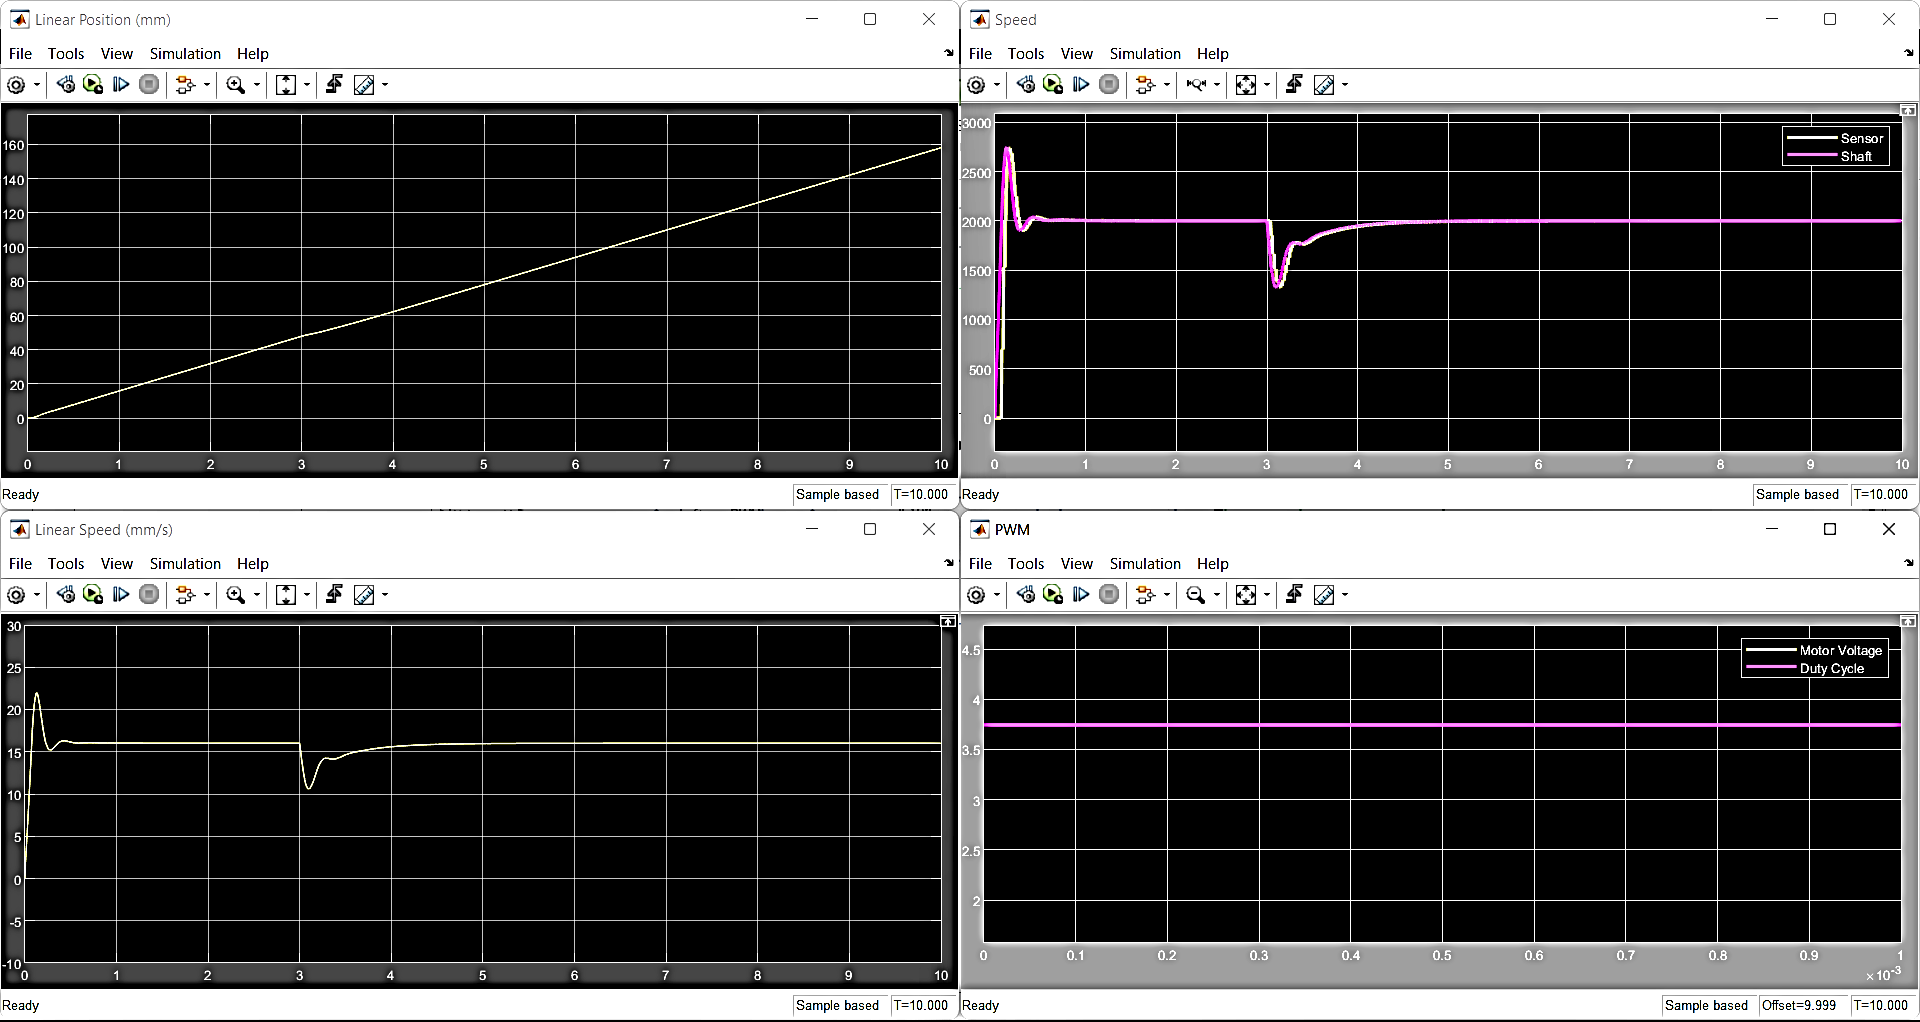 Linear Position (mm)
File Tools View Simulation Help
160
140
120
100
80
60
40
20
0
0 1 2 3 4 5 6 7 8 9 10
Ready Sample based T=10.000
Speed
File Tools View Simulation Help
Sensor
Shaft
3000
2500
2000
1500
1000
500
0
0 1 2 3 4 5 6 7 8 9 10
Ready Sample based T=10.000
Linear Speed (mm/s)
File Tools View Simulation Help
30
25
20
15
10
5
0
-5
-10
0 1 2 3 4 5 6 7 8 9 10
Ready Sample based T=10.000
PWM
File Tools View Simulation Help
Motor Voltage
Duty Cycle
4.5
4
3.5
3
2.5
2
0 0.1 0.2 0.3 0.4 0.5 0.6 0.7 0.8 0.9 1
×10⁻³
Ready Sample based Offset=9.999 T=10.000